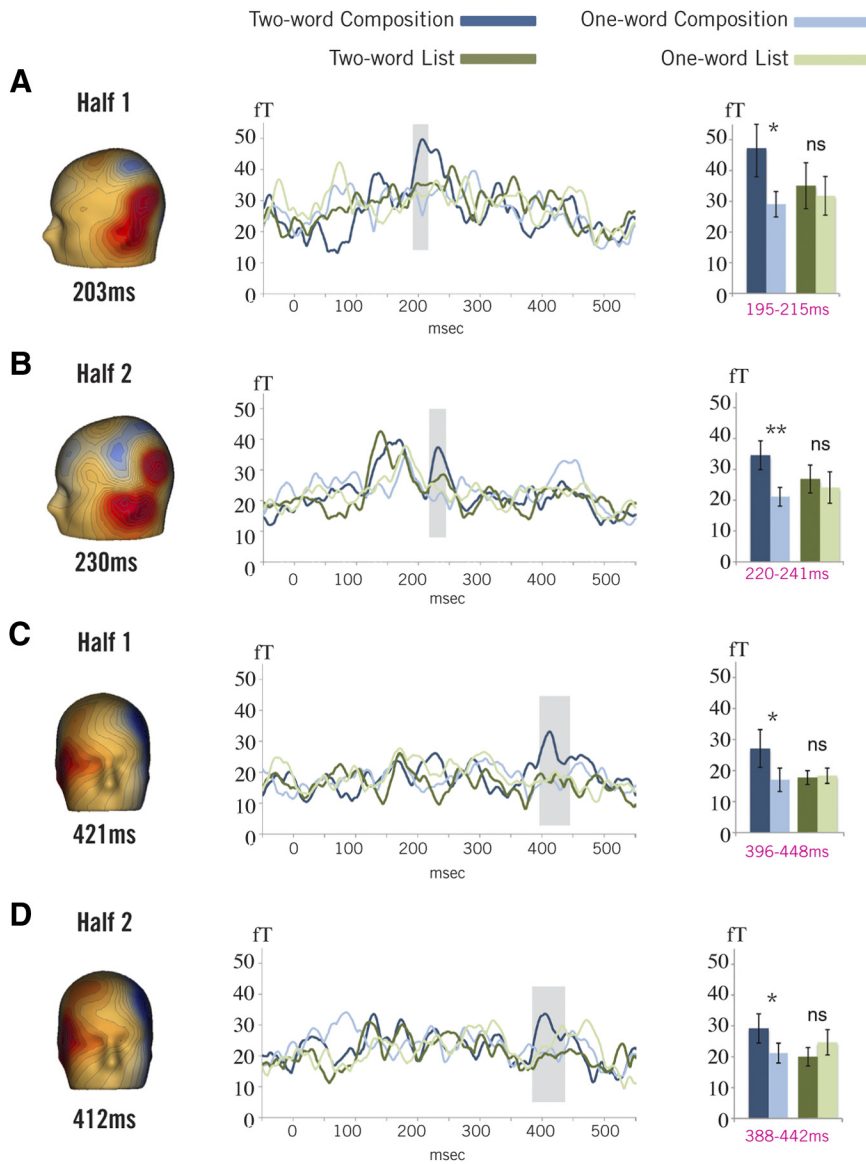 Two-word Composition One-word Composition
Two-word List One-word List
A
Half 1
203ms
fT
50
40
30
20
10
0
0 100 200 300 400 500
msec
fT
50
40
30
20
10
0
* ns
195-215ms
B
Half 2
230ms
fT
50
40
30
20
10
0
0 100 200 300 400 500
msec
fT
50
40
30
20
10
0
** ns
220-241ms
C
Half 1
421ms
fT
50
40
30
20
10
0
0 100 200 300 400 500
msec
fT
50
40
30
20
10
0
* ns
396-448ms
D
Half 2
412ms
fT
50
40
30
20
10
0
0 100 200 300 400 500
msec
fT
50
40
30
20
10
0
* ns
388-442ms